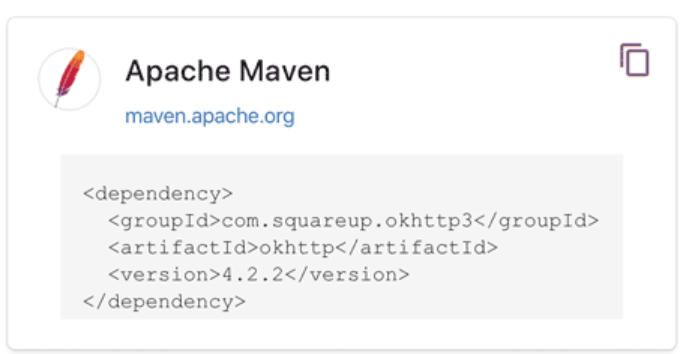 Apache Maven
maven.apache.org
<dependency>
  <groupId>com.squareup.okhttp3</groupId>
  <artifactId>okhttp</artifactId>
  <version>4.2.2</version>
</dependency>